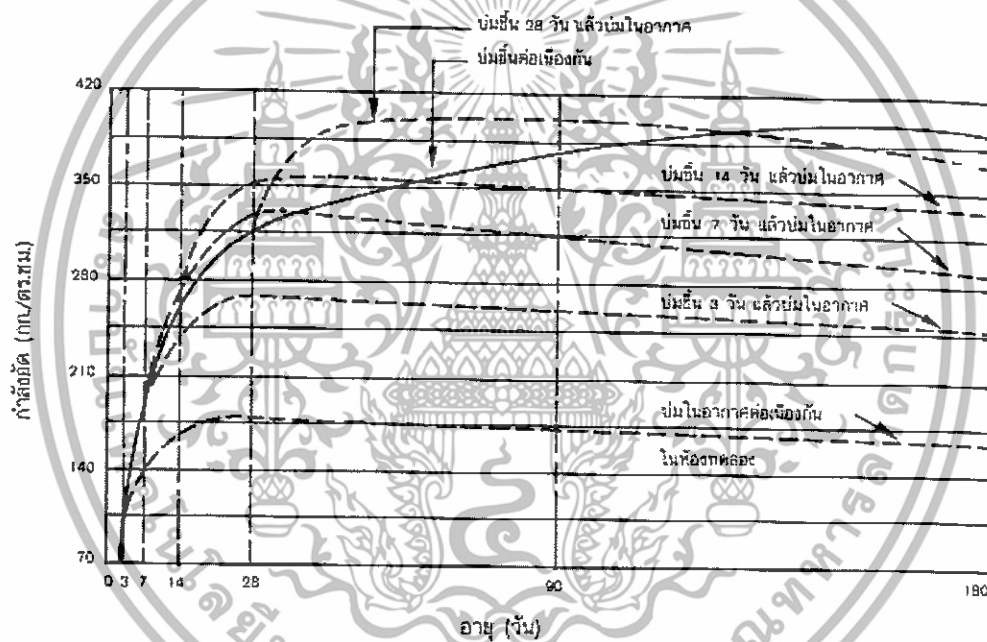 บ่มชื้น 28 วัน แล้วบ่มในอากาศ
บ่มชื้นต่อเนื่องกัน
420
350
บ่มชื้น 14 วัน แล้วบ่มในอากาศ
บ่มชื้น 7 วัน แล้วบ่มในอากาศ
280
บ่มชื้น 3 วัน แล้วบ่มในอากาศ
210
บ่มในอากาศต่อเนื่องกัน
ในห้องทดลอง
140
70
กำลังอัด (กก./ตร.ซม.)
0 3 7 14 28 90 180
อายุ (วัน)